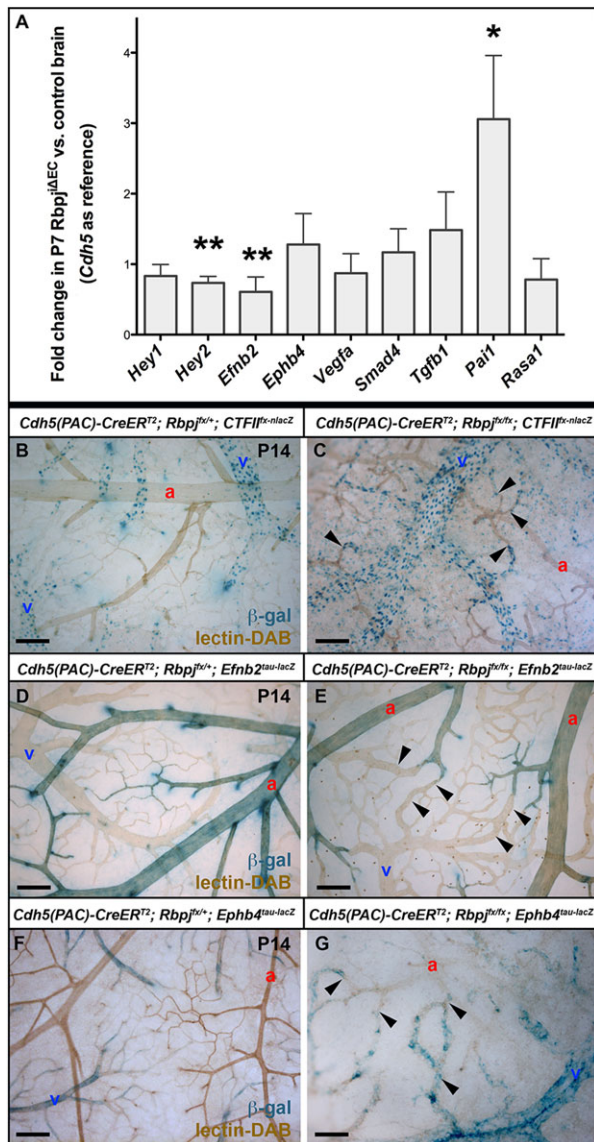 A
Fold change in P7 Rbpj^iΔEC vs. control brain
(Cdh5 as reference)
4
3
2
1
0
** ** *
Hey1 Hey2 Efnb2 Ephb4 Vegfa Smad4 Tgfb1 Pai1 Rasa1
Cdh5(PAC)-CreER^T2; Rbpj^fx/+; CTFII^fx-nlacZ
Cdh5(PAC)-CreER^T2; Rbpj^fx/fx; CTFII^fx-nlacZ
B P14 v a v β-gal lectin-DAB
C v a
Cdh5(PAC)-CreER^T2; Rbpj^fx/+; Efnb2^tau-lacZ
Cdh5(PAC)-CreER^T2; Rbpj^fx/fx; Efnb2^tau-lacZ
D P14 v a β-gal lectin-DAB
E a a v
Cdh5(PAC)-CreER^T2; Rbpj^fx/+; Ephb4^tau-lacZ
Cdh5(PAC)-CreER^T2; Rbpj^fx/fx; Ephb4^tau-lacZ
F P14 a v β-gal lectin-DAB
G a v